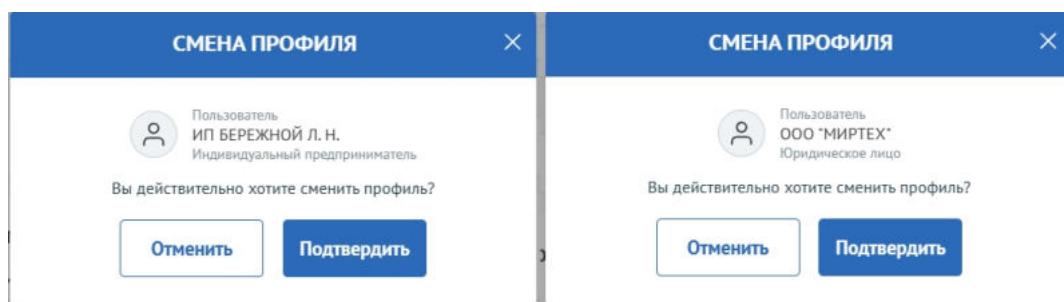 СМЕНА ПРОФИЛЯ
Пользователь
ИП БЕРЕЖНОЙ Л. Н.
Индивидуальный предприниматель
Вы действительно хотите сменить профиль?
Отменить
Подтвердить
СМЕНА ПРОФИЛЯ
Пользователь
ООО "МИРТЕХ"
Юридическое лицо
Вы действительно хотите сменить профиль?
Отменить
Подтвердить